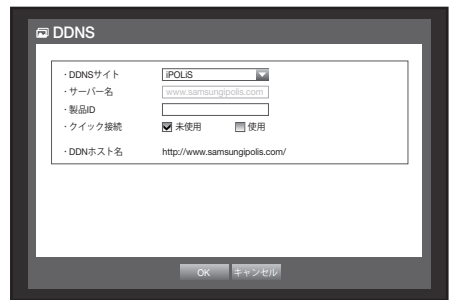 DDNS
· DDNSサイト iPOLiS
· サーバー名 www.samsungipolis.com
· 製品ID
· クイック接続 未使用 使用
· DDNホスト名 http://www.samsungipolis.com/
OK キャンセル